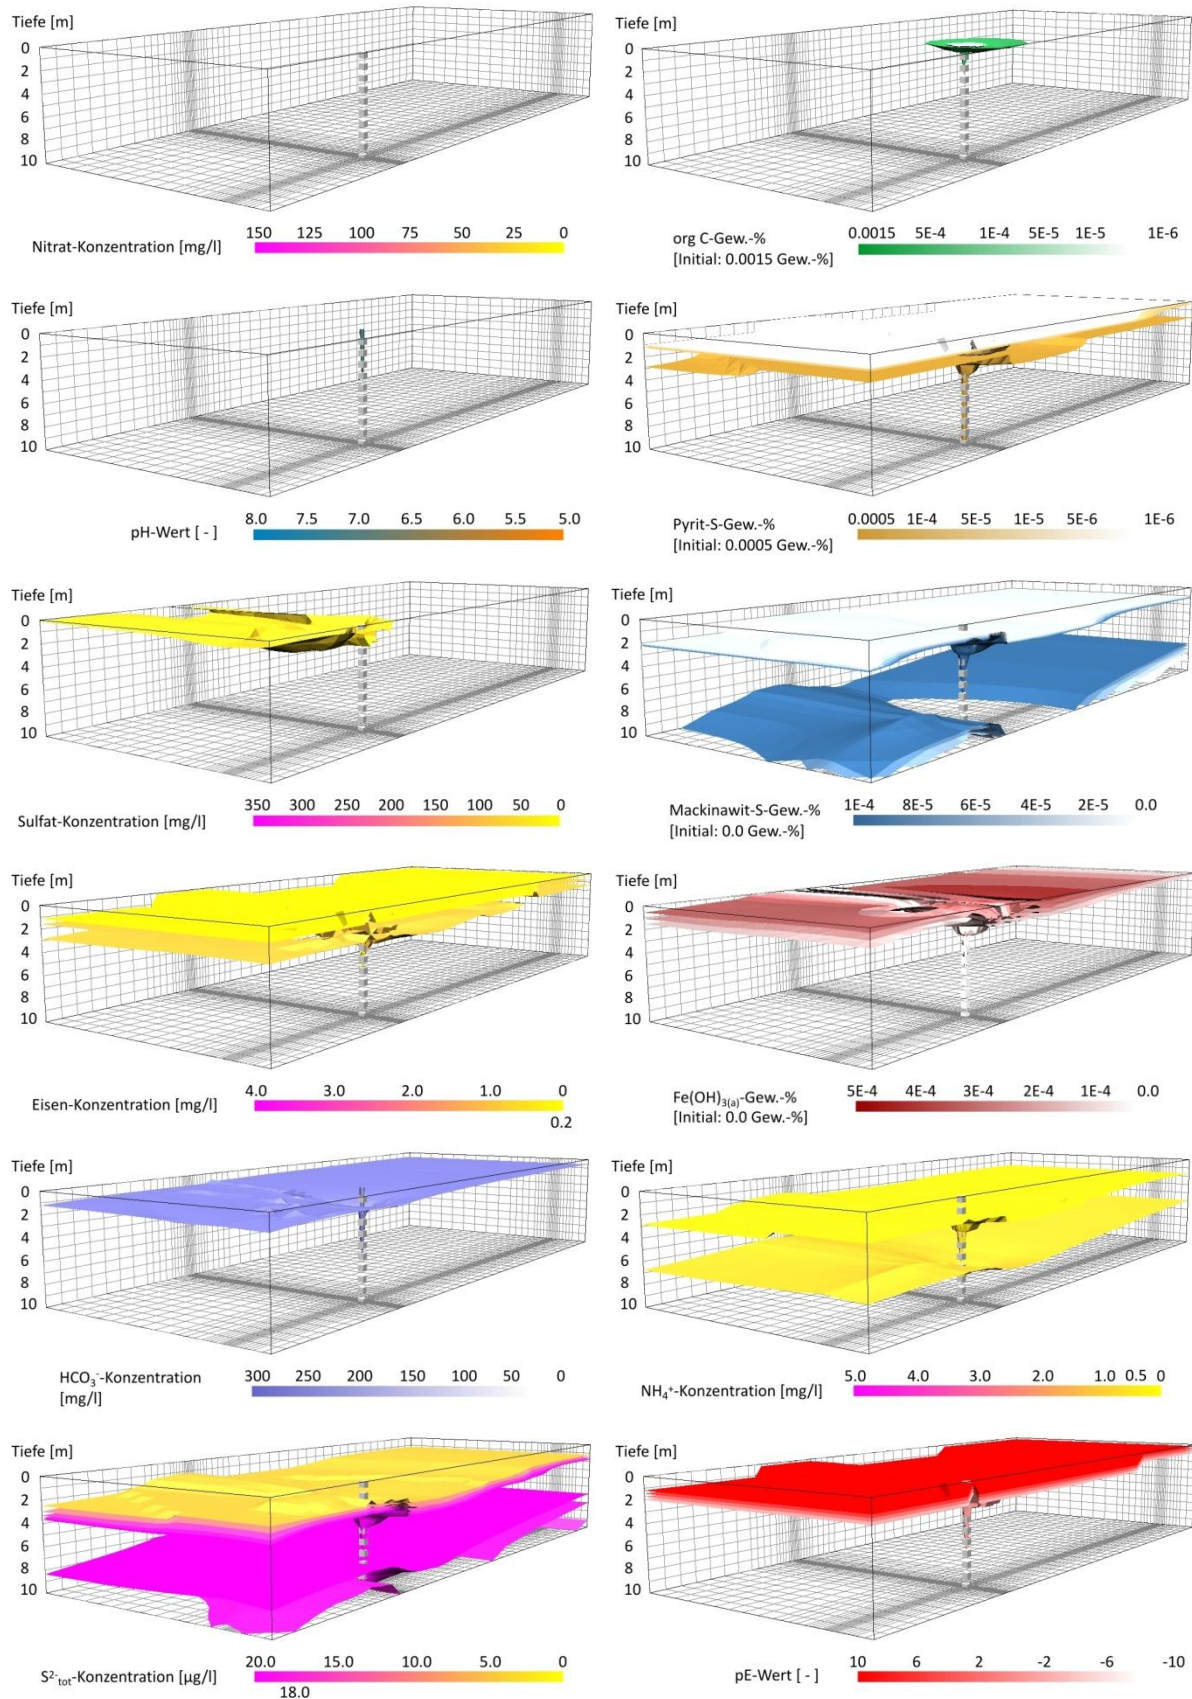 Tiefe [m]
0
2
4
6
8
10
150 125 100 75 50 25 0
Nitrat-Konzentration [mg/l]
Tiefe [m]
0
2
4
6
8
10
0.0015 5E-4 1E-4 5E-5 1E-5 1E-6
org C-Gew.-%
[Initial: 0.0015 Gew.-%]
Tiefe [m]
0
2
4
6
8
10
8.0 7.5 7.0 6.5 6.0 5.5 5.0
pH-Wert [ - ]
Tiefe [m]
0
2
4
6
8
10
0.0005 1E-4 5E-5 1E-5 5E-6 1E-6
Pyrit-S-Gew.-%
[Initial: 0.0005 Gew.-%]
Tiefe [m]
0
2
4
6
8
10
350 300 250 200 150 100 50 0
Sulfat-Konzentration [mg/l]
Tiefe [m]
0
2
4
6
8
10
1E-4 8E-5 6E-5 4E-5 2E-5 0.0
Mackinawit-S-Gew.-%
[Initial: 0.0 Gew.-%]
Tiefe [m]
0
2
4
6
8
10
4.0 3.0 2.0 1.0 0
Eisen-Konzentration [mg/l]
0.2
Tiefe [m]
0
2
4
6
8
10
5E-4 4E-4 3E-4 2E-4 1E-4 0.0
Fe(OH)₃₍ₐ₎-Gew.-%
[Initial: 0.0 Gew.-%]
Tiefe [m]
0
2
4
6
8
10
300 250 200 150 100 50 0
HCO₃⁻-Konzentration
[mg/l]
Tiefe [m]
0
2
4
6
8
10
5.0 4.0 3.0 2.0 1.0 0.5 0
NH₄⁺-Konzentration [mg/l]
Tiefe [m]
0
2
4
6
8
10
20.0 15.0 10.0 5.0 0
S²⁻tot-Konzentration [µg/l]
18.0
Tiefe [m]
0
2
4
6
8
10
10 6 2 -2 -6 -10
pE-Wert [ - ]